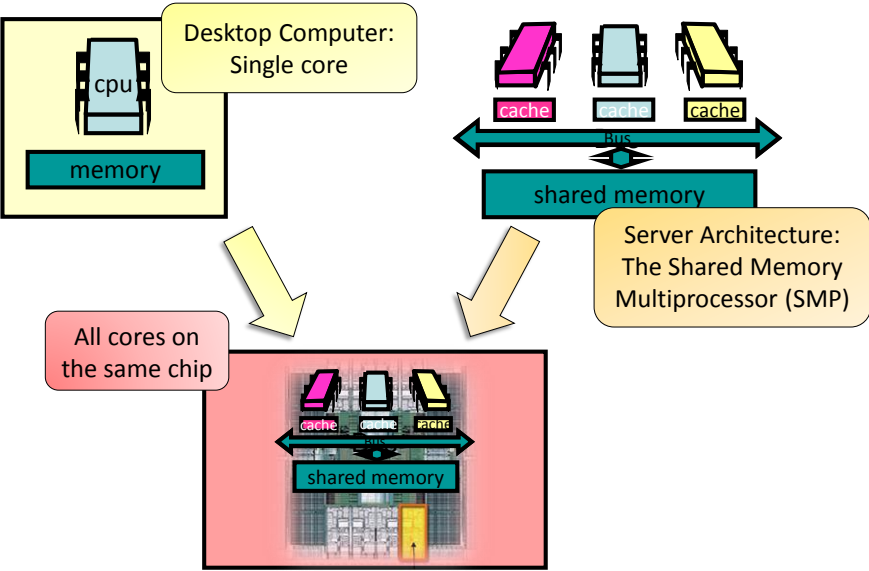 Desktop Computer:
Single core
cpu
memory
cache
cache
cache
Bus
shared memory
Server Architecture:
The Shared Memory
Multiprocessor (SMP)
All cores on
the same chip
cache
cache
cache
Bus
shared memory